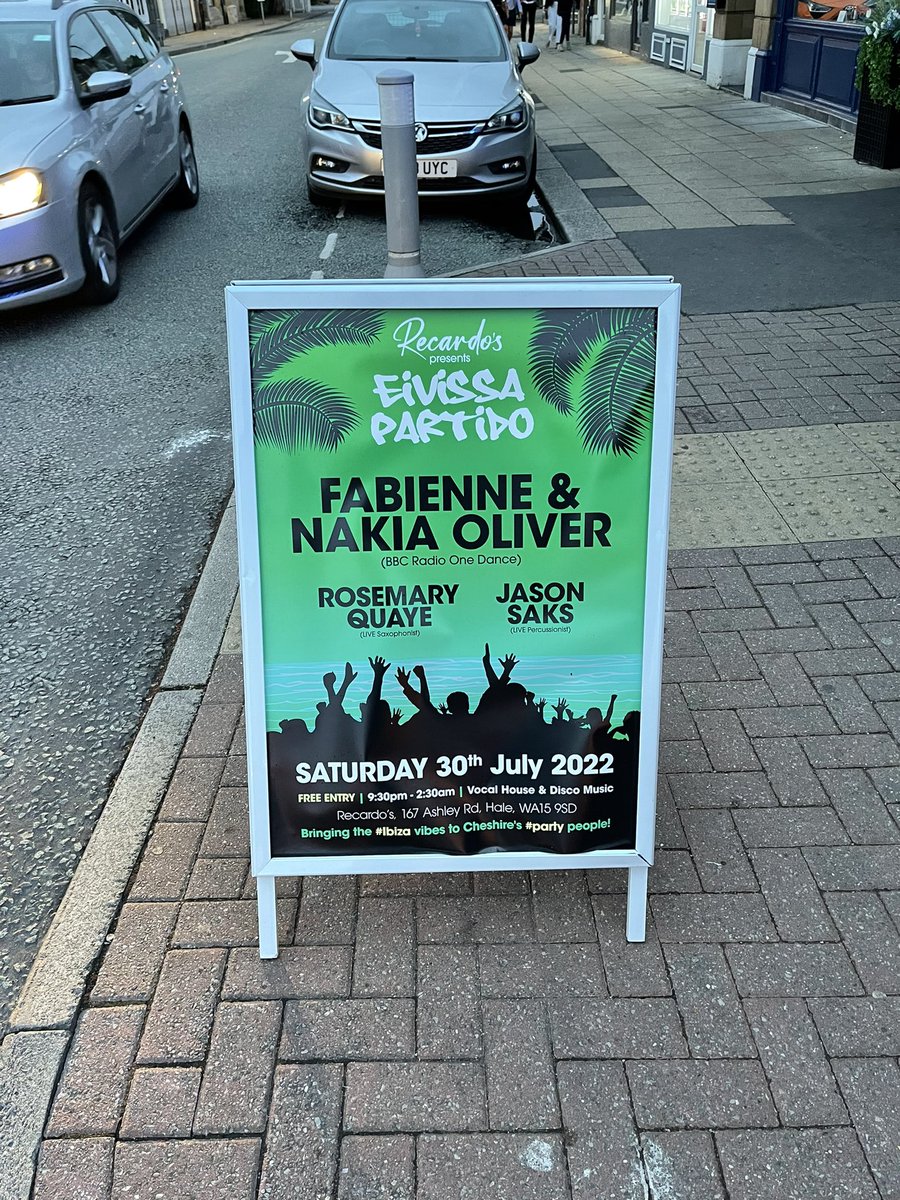 UYC
Recardo's
presents
EIVISSA
PARTIDO
FABIENNE &
NAKIA OLIVER
(BBC Radio One Dance)
ROSEMARY
QUAYE
(LIVE Saxophonist)
JASON
SAKS
(LIVE Percussionist)
SATURDAY 30th July 2022
FREE ENTRY | 9:30pm - 2:30am | Vocal House & Disco Music
Recardo's, 167 Ashley Rd, Hale, WA15 9SD
Bringing the #Ibiza vibes to Cheshire's #party people!